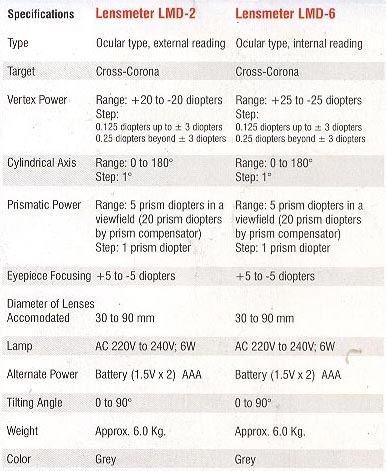 Specifications Lensmeter LMD-2 Lensmeter LMD-6
Type Ocular type, external reading Ocular type, internal reading
Target Cross-Corona Cross-Corona
Vertex Power Range: +20 to -20 diopters Range: +25 to -25 diopters
Step: Step:
0.125 diopters up to ± 3 diopters 0.125 diopters up to ± 3 diopters
0.25 diopters beyond ± 3 diopters 0.25 diopters beyond ± 3 diopters
Cylindrical Axis Range: 0 to 180° Range: 0 to 180°
Step: 1° Step: 1°
Prismatic Power Range: 5 prism diopters in a Range: 5 prism diopters in a
viewfield (20 prism diopters viewfield (20 prism diopters
by prism compensator) by prism compensator)
Step: 1 prism diopter Step: 1 prism diopter
Eyepiece Focusing +5 to -5 diopters +5 to -5 diopters
Diameter of Lenses
Accomodated 30 to 90 mm 30 to 90 mm
Lamp AC 220V to 240V; 6W AC 220V to 240V; 6W
Alternate Power Battery (1.5V x 2) AAA Battery (1.5V x 2) AAA
Tilting Angle 0 to 90° 0 to 90°
Weight Approx. 6.0 Kg. Approx. 6.0 Kg.
Color Grey Grey